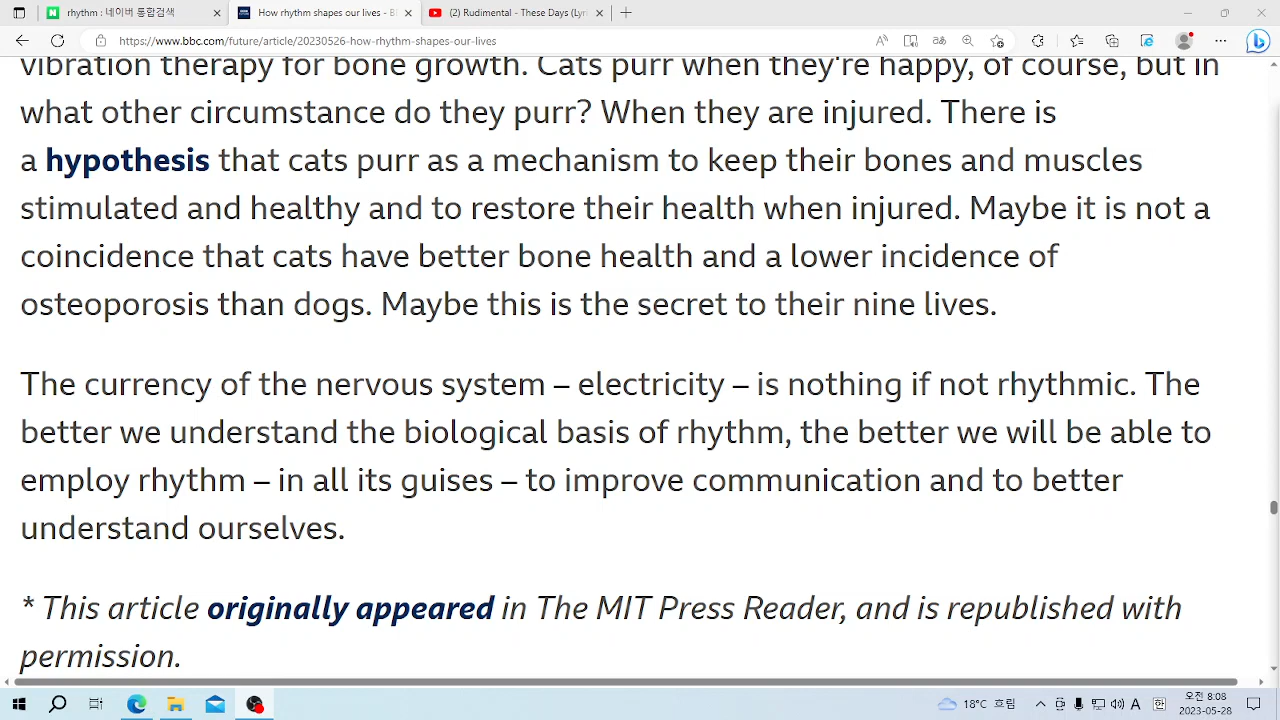 rhythm : 네이버 통합검색
How rhythm shapes our lives - B
(2) Rudimental - These Days (Lyri
https://www.bbc.com/future/article/20230526-how-rhythm-shapes-our-lives
vibration therapy for bone growth. Cats purr when they're happy, of course, but in
what other circumstance do they purr? When they are injured. There is
a hypothesis that cats purr as a mechanism to keep their bones and muscles
stimulated and healthy and to restore their health when injured. Maybe it is not a
coincidence that cats have better bone health and a lower incidence of
osteoporosis than dogs. Maybe this is the secret to their nine lives.
The currency of the nervous system – electricity – is nothing if not rhythmic. The
better we understand the biological basis of rhythm, the better we will be able to
employ rhythm – in all its guises – to improve communication and to better
understand ourselves.
* This article originally appeared in The MIT Press Reader, and is republished with
permission.
18°C 흐림
A
오전 8:08
2023-05-28